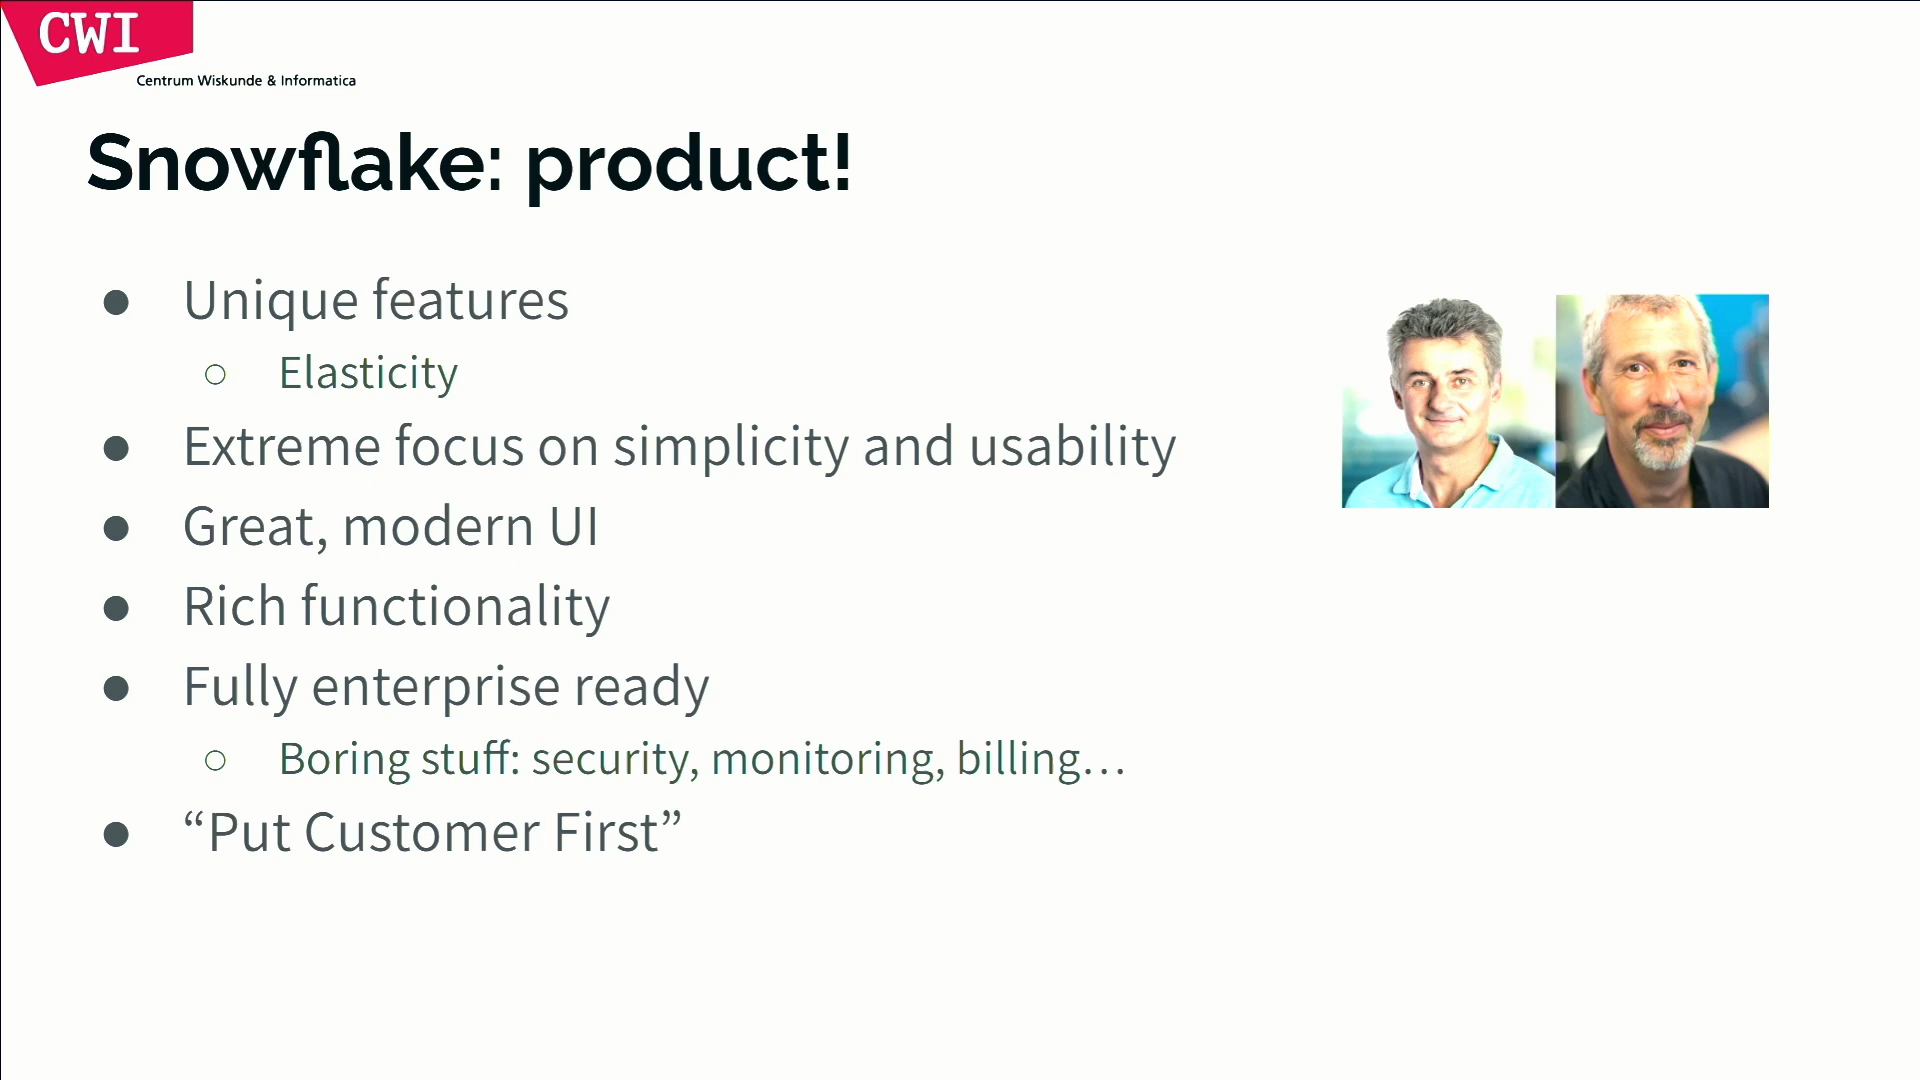 CWI
Centrum Wiskunde & Informatica
Snowflake: product!
● Unique features
○ Elasticity
● Extreme focus on simplicity and usability
● Great, modern UI
● Rich functionality
● Fully enterprise ready
○ Boring stuff: security, monitoring, billing…
● “Put Customer First”